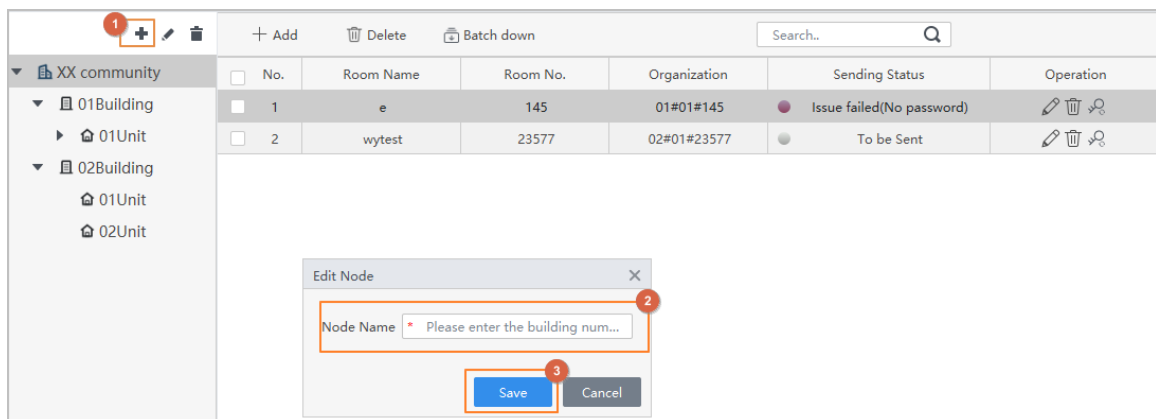 1
+ Add Delete Batch down Search..
XX community
No. Room Name Room No. Organization Sending Status Operation
01Building
1 e 145 01#01#145 Issue failed(No password)
01Unit
2 wytest 23577 02#01#23577 To be Sent
02Building
01Unit
02Unit
Edit Node
2
Node Name * Please enter the building num...
3
Save Cancel